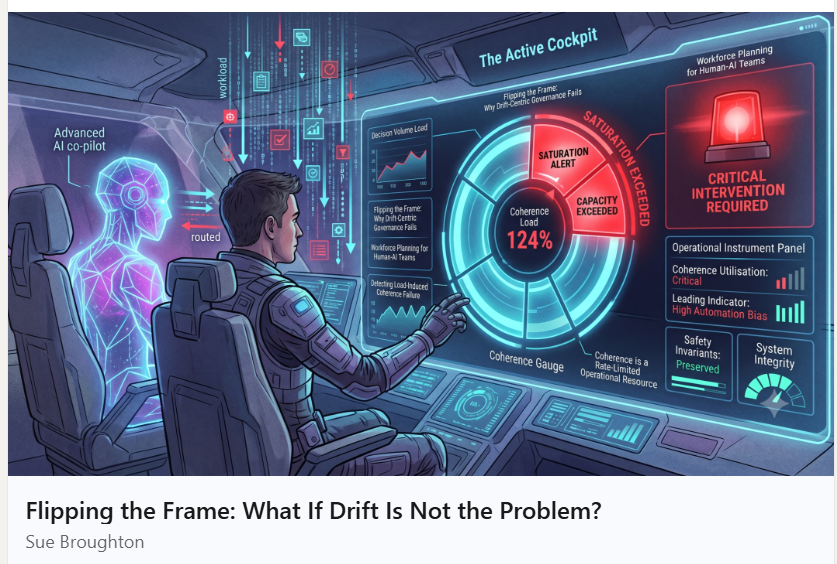 The Active Cockpit
Workforce Planning
for Human-AI Teams
Flipping the Frame:
Why Drift-Centric Governance Fails
workload
Advanced
AI co-pilot
routed
Decision Volume Load
Flipping the Frame:
Why Drift-Centric
Governance Fails
Workforce Planning for
Human-AI Teams
Detecting Load-Induced
Coherence Failure
SATURATION EXCEEDED
SATURATION
ALERT
CAPACITY
EXCEEDED
Coherence
Load
124%
Coherence Gauge
Coherence is a
Rate-Limited
Operational Resource
CRITICAL
INTERVENTION
REQUIRED
Operational Instrument Panel
Coherence Utilisation:
Critical
Leading Indicator:
High Automation Bias
Safety
Invariants:
Preserved
System
Integrity
Flipping the Frame: What If Drift Is Not the Problem?
Sue Broughton